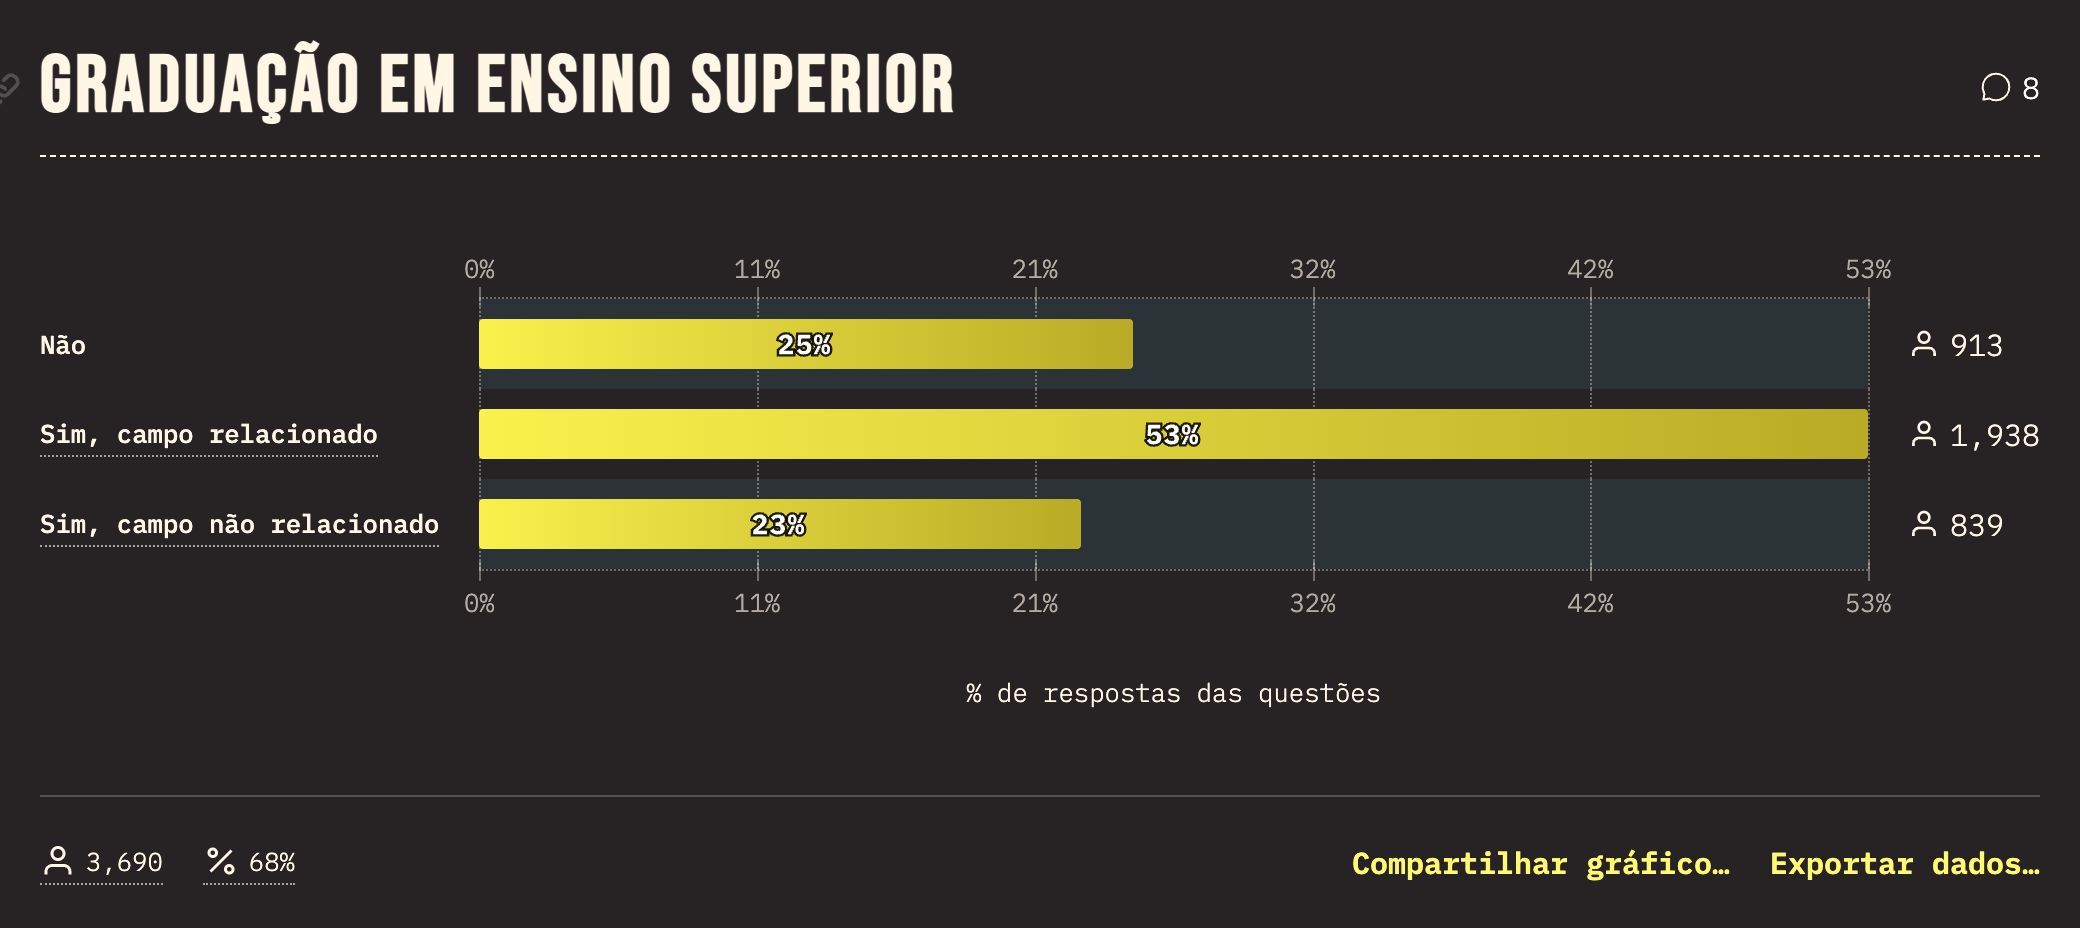 GRADUAÇÃO EM ENSINO SUPERIOR
8
0% 11% 21% 32% 42% 53%
Não 25% 913
Sim, campo relacionado 53% 1,938
Sim, campo não relacionado 23% 839
0% 11% 21% 32% 42% 53%
% de respostas das questões
3,690 % 68% Compartilhar gráfico… Exportar dados…